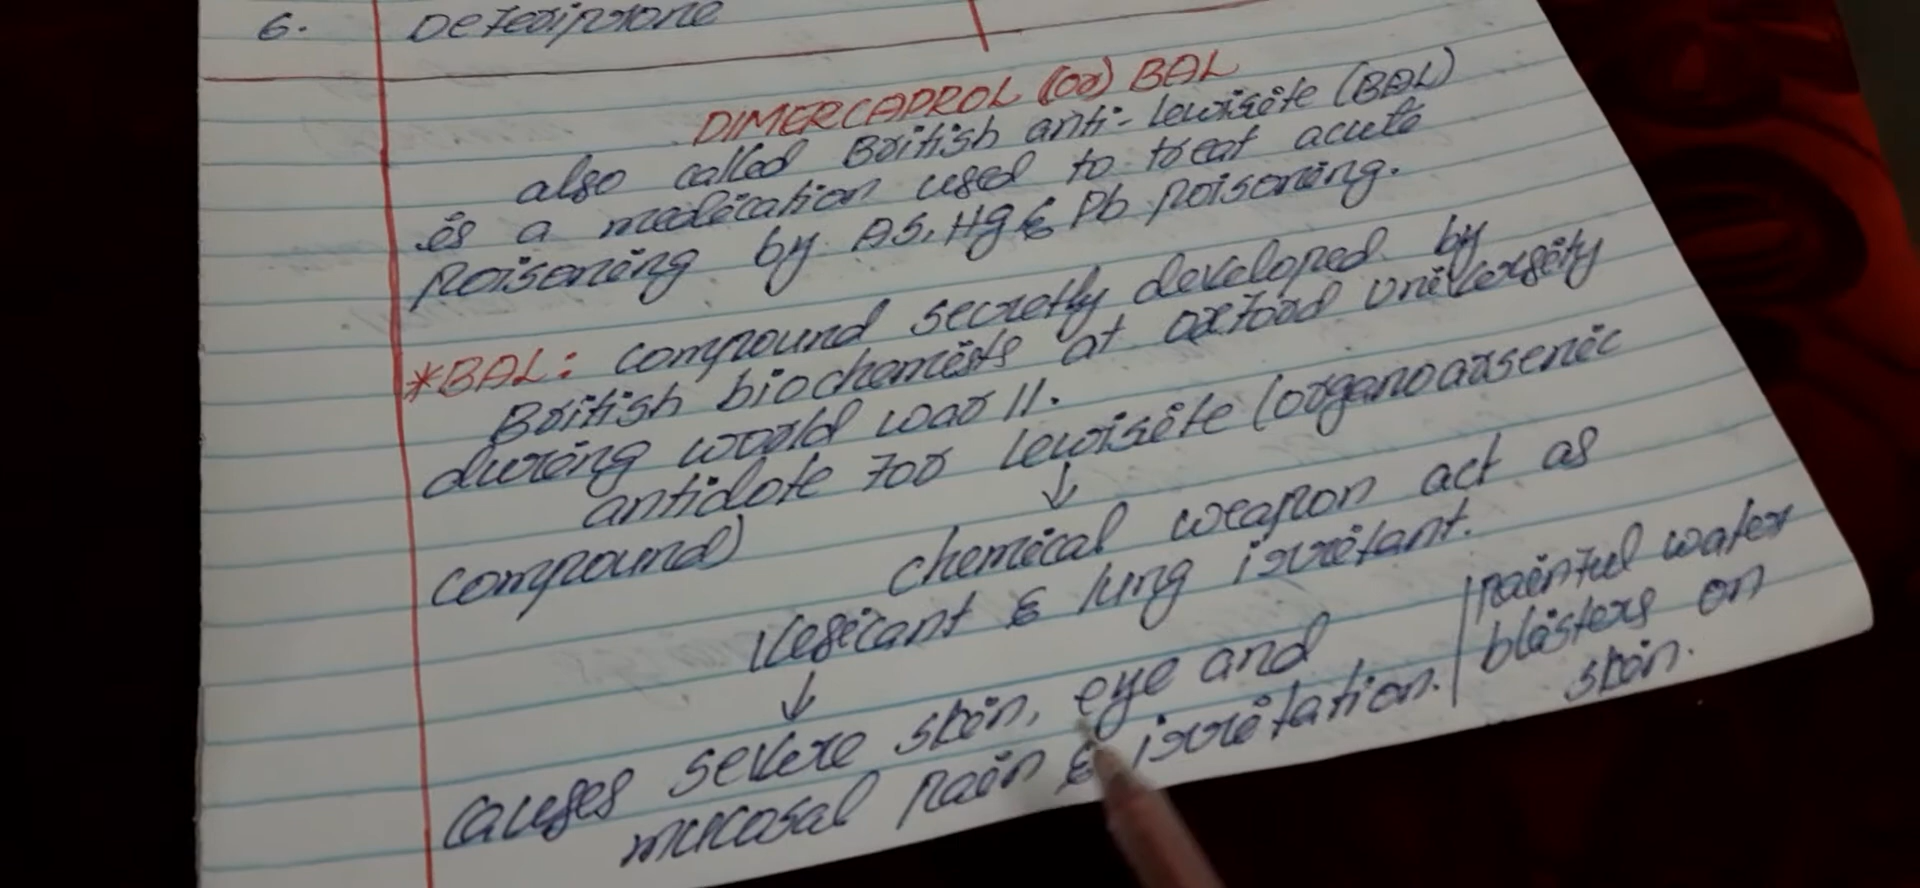 6. Deferiprone
DIMERCAPROL (or) BAL
also called British anti-lewisite (BAL)
is a medication used to treat acute
poisoning by As, Hg & Pb poisoning.
*BAL: compound secretly developed by
British biochemists at oxford University
during world war II.
antidote for lewisite (organoarsenic
compound)
↓
chemical weapon act as
vesicant & lung irritant.
↓
causes severe skin, eye and
mucosal pain & irritation.
painful water
blisters on
skin.